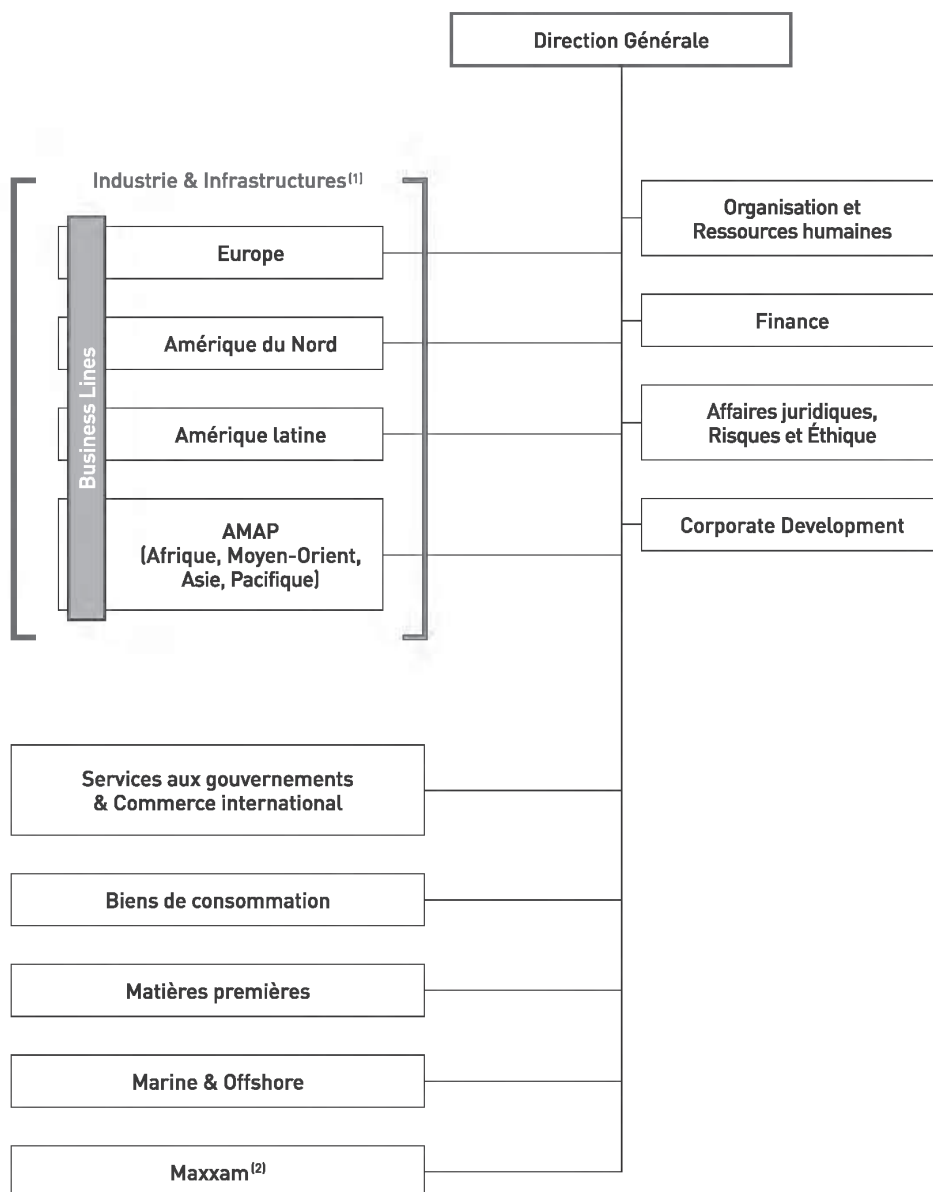 Direction Générale
Industrie & Infrastructures(1)
Business Lines
Europe
Amérique du Nord
Amérique latine
AMAP
(Afrique, Moyen-Orient,
Asie, Pacifique)
Organisation et
Ressources humaines
Finance
Affaires juridiques,
Risques et Éthique
Corporate Development
Services aux gouvernements
& Commerce international
Biens de consommation
Matières premières
Marine & Offshore
Maxxam(2)